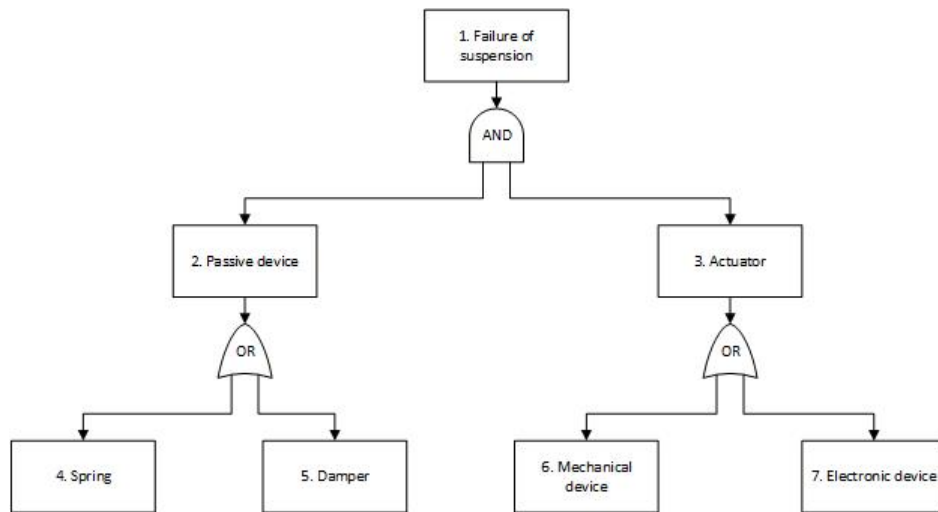 1. Failure of
suspension
AND
2. Passive device
3. Actuator
OR
OR
4. Spring
5. Damper
6. Mechanical
device
7. Electronic device